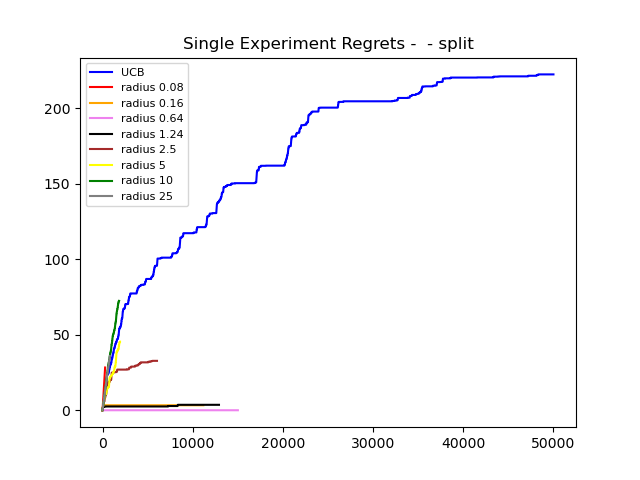 Single Experiment Regrets -  - split
UCB
radius 0.08
radius 0.16
radius 0.64
radius 1.24
radius 2.5
radius 5
radius 10
radius 25
200
150
100
50
0
0 10000 20000 30000 40000 50000